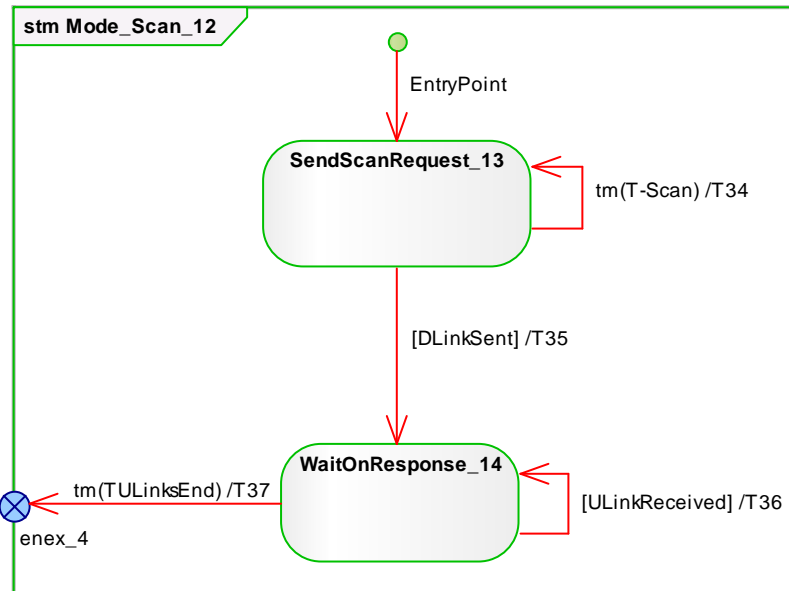 stm Mode_Scan_12
EntryPoint
SendScanRequest_13
tm(T-Scan) /T34
[DLinkSent] /T35
WaitOnResponse_14
tm(TULinksEnd) /T37
[ULinkReceived] /T36
enex_4